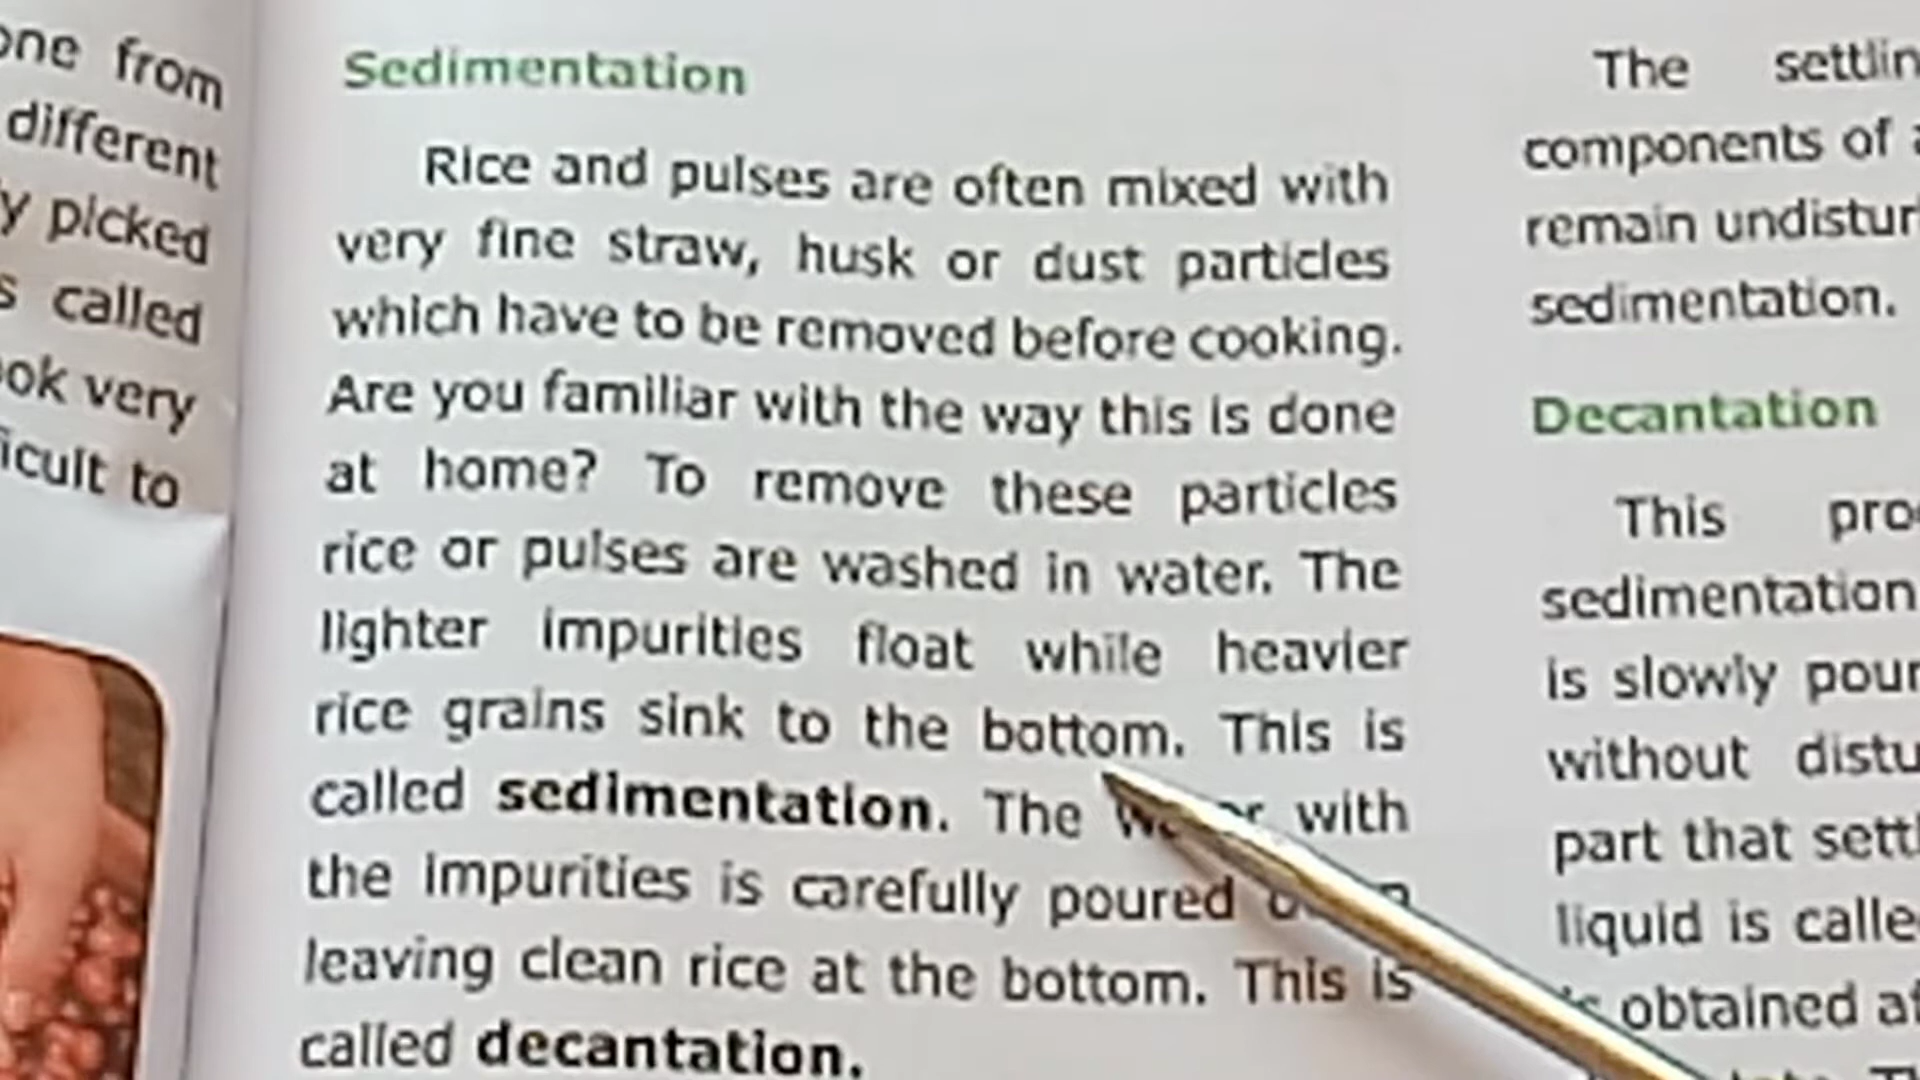 one from
different
picked
called
very
to
Sedimentation
Rice and pulses are often mixed with
very fine straw, husk or dust particles
which have to be removed before cooking.
Are you familiar with the way this is done
at home? To remove these particles
rice or pulses are washed in water. The
lighter impurities float while heavier
rice grains sink to the bottom. This is
called sedimentation. The water with
the impurities is carefully poured
leaving clean rice at the bottom. This is
called decantation.
The
components of
remain
sedimentation.
Decantation
This
sedimentation
is slowly
without
part that
liquid is
obtained